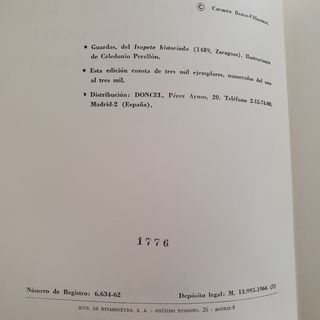 © Carmen Bravo-Villasante.
• Guardas, del Isopete historiado (1489, Zaragoza). Ilustraciones
de Celedonio Perellón.
• Esta edición consta de tres mil ejemplares, numerados del uno
al tres mil.
• Distribución: DONCEL, Pérez Ayuso, 20. Teléfono 2-15-74-00.
Madrid-2 (España).
1776
Número de Registro: 6.634-62 Depósito legal: M. 13.995-1966 (I)
SUCS. DE RIVADENEYRA, S. A. - ONÉSIMO REDONDO, 26 - MADRID-8